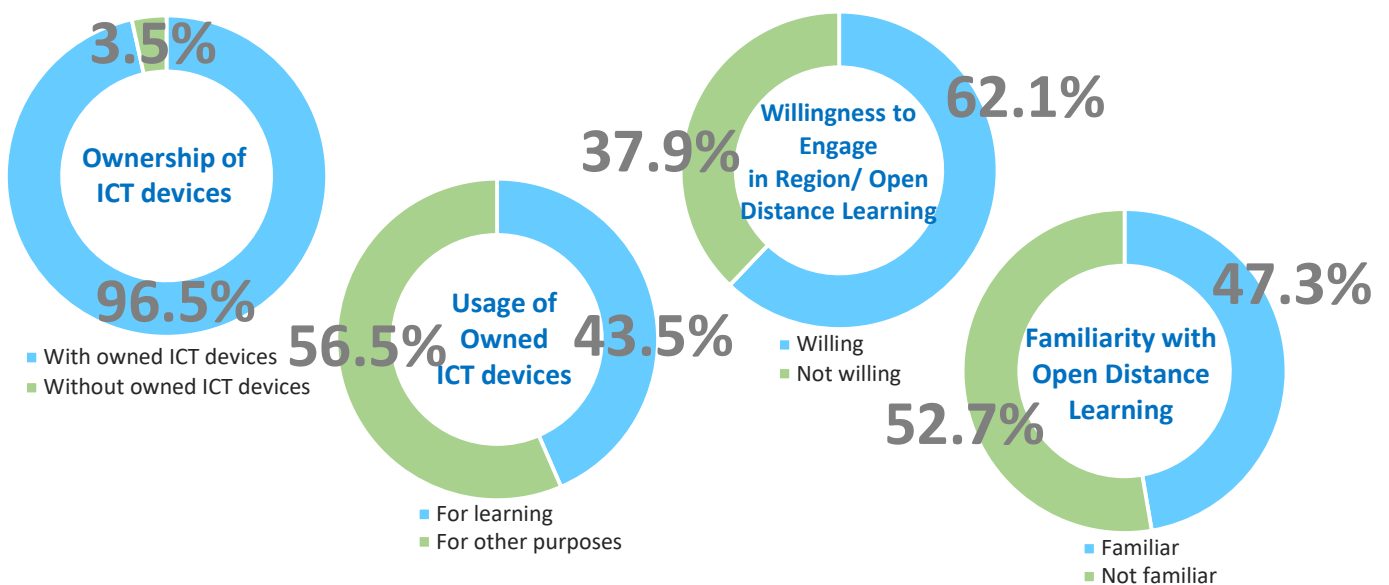 3.5%
Ownership of
ICT devices
96.5%
With owned ICT devices
Without owned ICT devices
56.5%
Usage of
Owned
ICT devices
43.5%
For learning
For other purposes
37.9%
Willingness to
Engage
in Region/ Open
Distance Learning
62.1%
Willing
Not willing
52.7%
Familiarity with
Open Distance
Learning
47.3%
Familiar
Not familiar